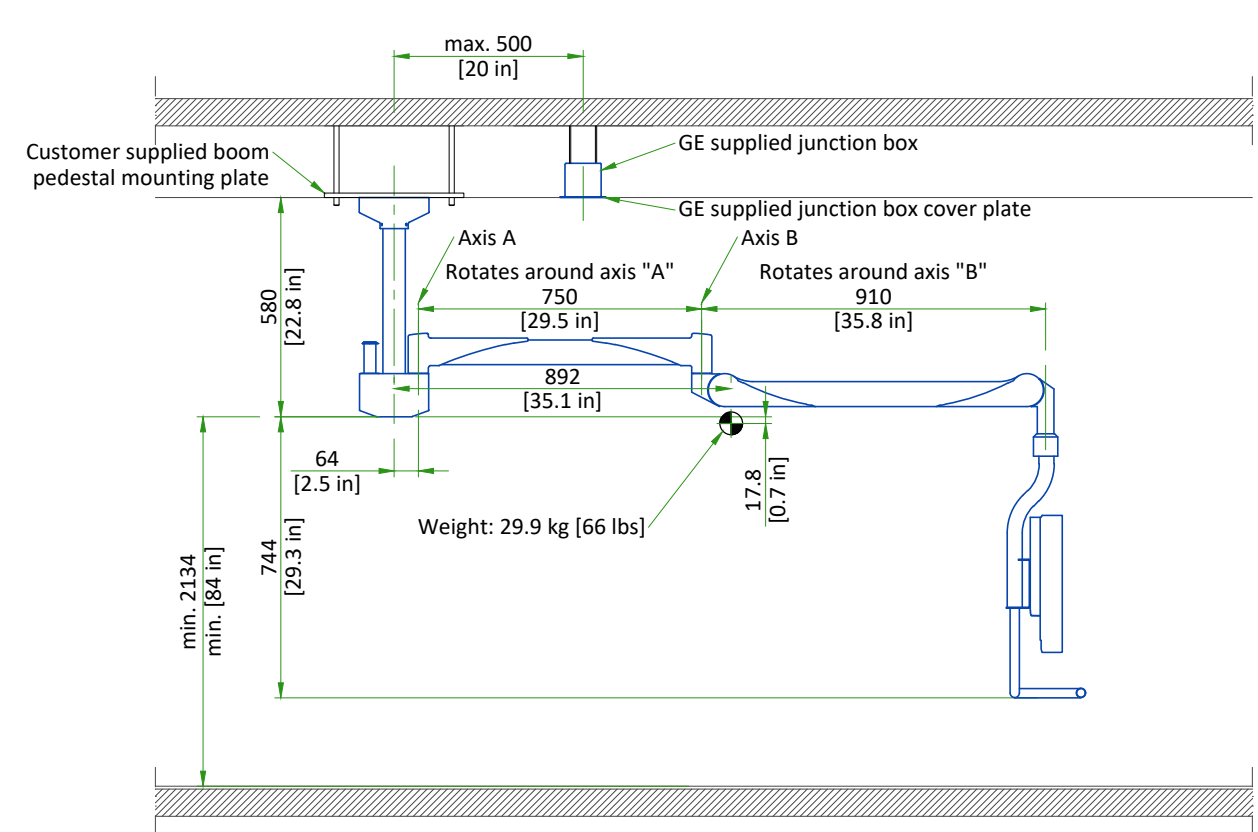 max. 500
[20 in]
GE supplied junction box
Customer supplied boom
pedestal mounting plate
GE supplied junction box cover plate
Axis A
Axis B
Rotates around axis "A"
Rotates around axis "B"
750
[29.5 in]
910
[35.8 in]
580
[22.8 in]
892
[35.1 in]
64
[2.5 in]
17.8
[0.7 in]
Weight: 29.9 kg [66 lbs]
744
[29.3 in]
min. 2134
min. [84 in]